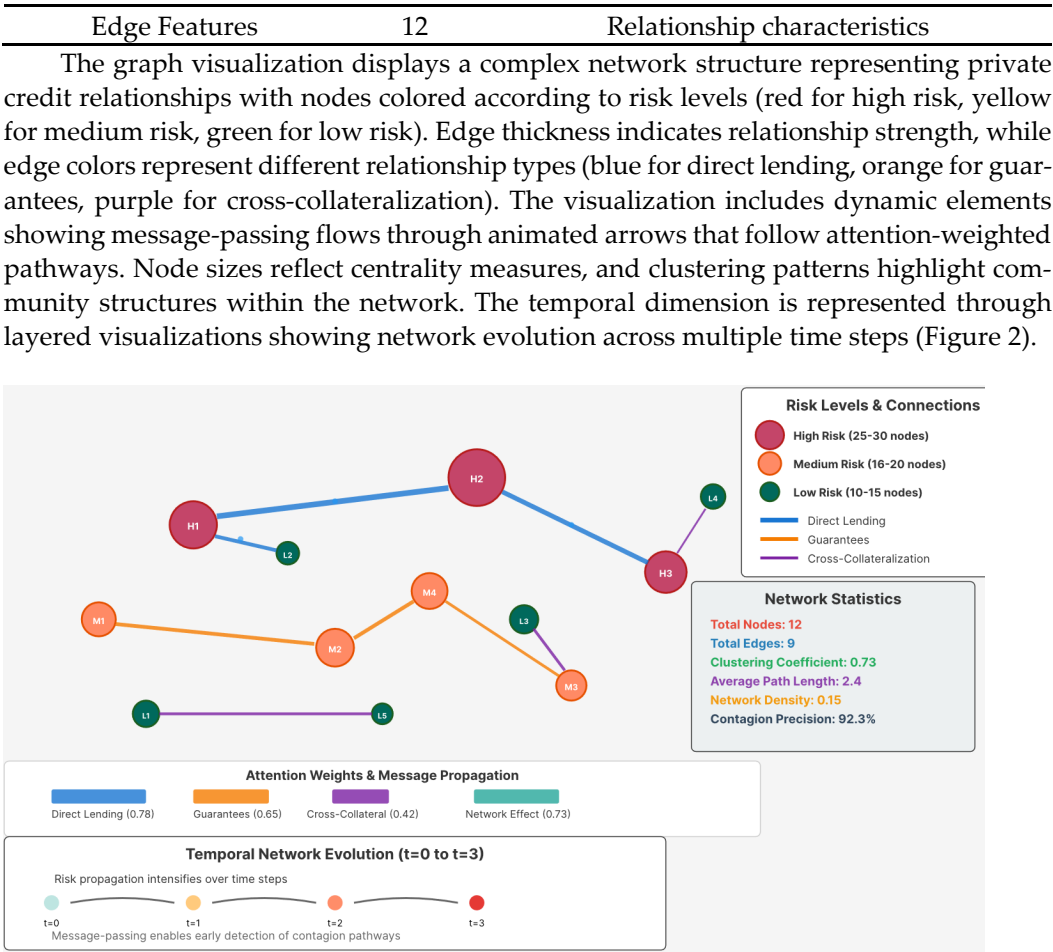 Edge Features 12 Relationship characteristics
The graph visualization displays a complex network structure representing private
credit relationships with nodes colored according to risk levels (red for high risk, yellow
for medium risk, green for low risk). Edge thickness indicates relationship strength, while
edge colors represent different relationship types (blue for direct lending, orange for guar-
antees, purple for cross-collateralization). The visualization includes dynamic elements
showing message-passing flows through animated arrows that follow attention-weighted
pathways. Node sizes reflect centrality measures, and clustering patterns highlight com-
munity structures within the network. The temporal dimension is represented through
layered visualizations showing network evolution across multiple time steps (Figure 2).
Risk Levels & Connections
High Risk (25-30 nodes)
Medium Risk (16-20 nodes)
Low Risk (10-15 nodes)
Direct Lending
Guarantees
Cross-Collateralization
H2
L4
H1
L2
H3
M4
M1
L3
M2
M3
L1
L5
Network Statistics
Total Nodes: 12
Total Edges: 9
Clustering Coefficient: 0.73
Average Path Length: 2.4
Network Density: 0.15
Contagion Precision: 92.3%
Attention Weights & Message Propagation
Direct Lending (0.78) Guarantees (0.65) Cross-Collateral (0.42) Network Effect (0.73)
Temporal Network Evolution (t=0 to t=3)
Risk propagation intensifies over time steps
t=0 t=1 t=2 t=3
Message-passing enables early detection of contagion pathways